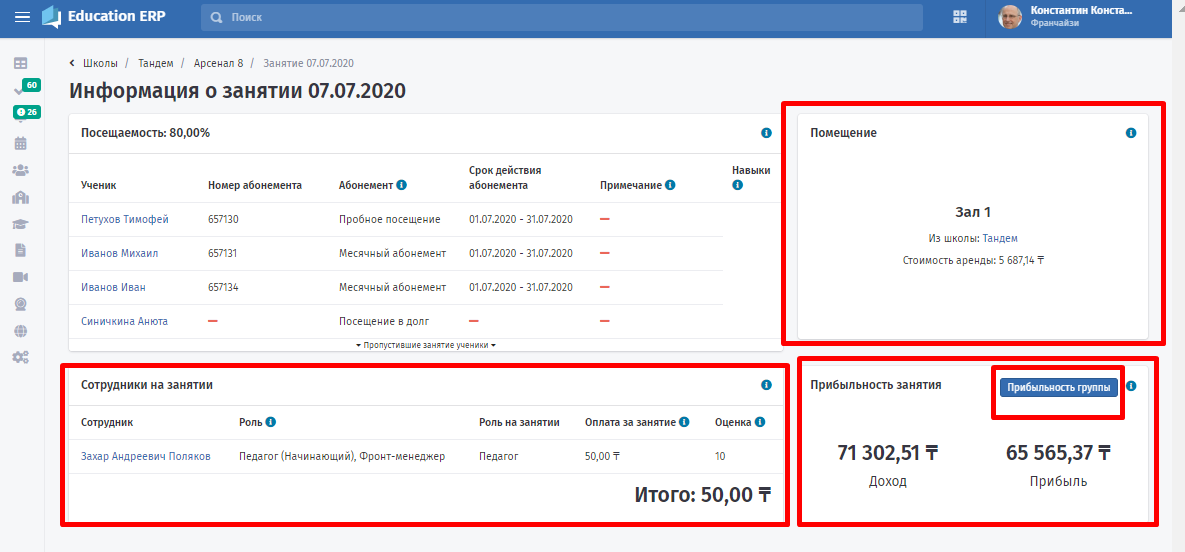 Education ERP
Поиск
Константин Конста...
Франчайзи
60
26
Школы / Тандем / Арсенал 8 / Занятие 07.07.2020
Информация о занятии 07.07.2020
Посещаемость: 80,00%
Ученик Номер абонемента Абонемент Срок действия абонемента Примечание Навыки
Петухов Тимофей 657130 Пробное посещение 01.07.2020 - 31.07.2020 —
Иванов Михаил 657131 Месячный абонемент 01.07.2020 - 31.07.2020 —
Иванов Иван 657134 Месячный абонемент 01.07.2020 - 31.07.2020 —
Синичкина Анюта — Посещение в долг — —
Пропустившие занятие ученики
Помещение
Зал 1
Из школы: Тандем
Стоимость аренды: 5 687,14 ₸
Сотрудники на занятии
Сотрудник Роль Роль на занятии Оплата за занятие Оценка
Захар Андреевич Поляков Педагог (Начинающий), Фронт-менеджер Педагог 50,00 ₸ 10
Итого: 50,00 ₸
Прибыльность занятия
Прибыльность группы
71 302,51 ₸ 65 565,37 ₸
Доход Прибыль